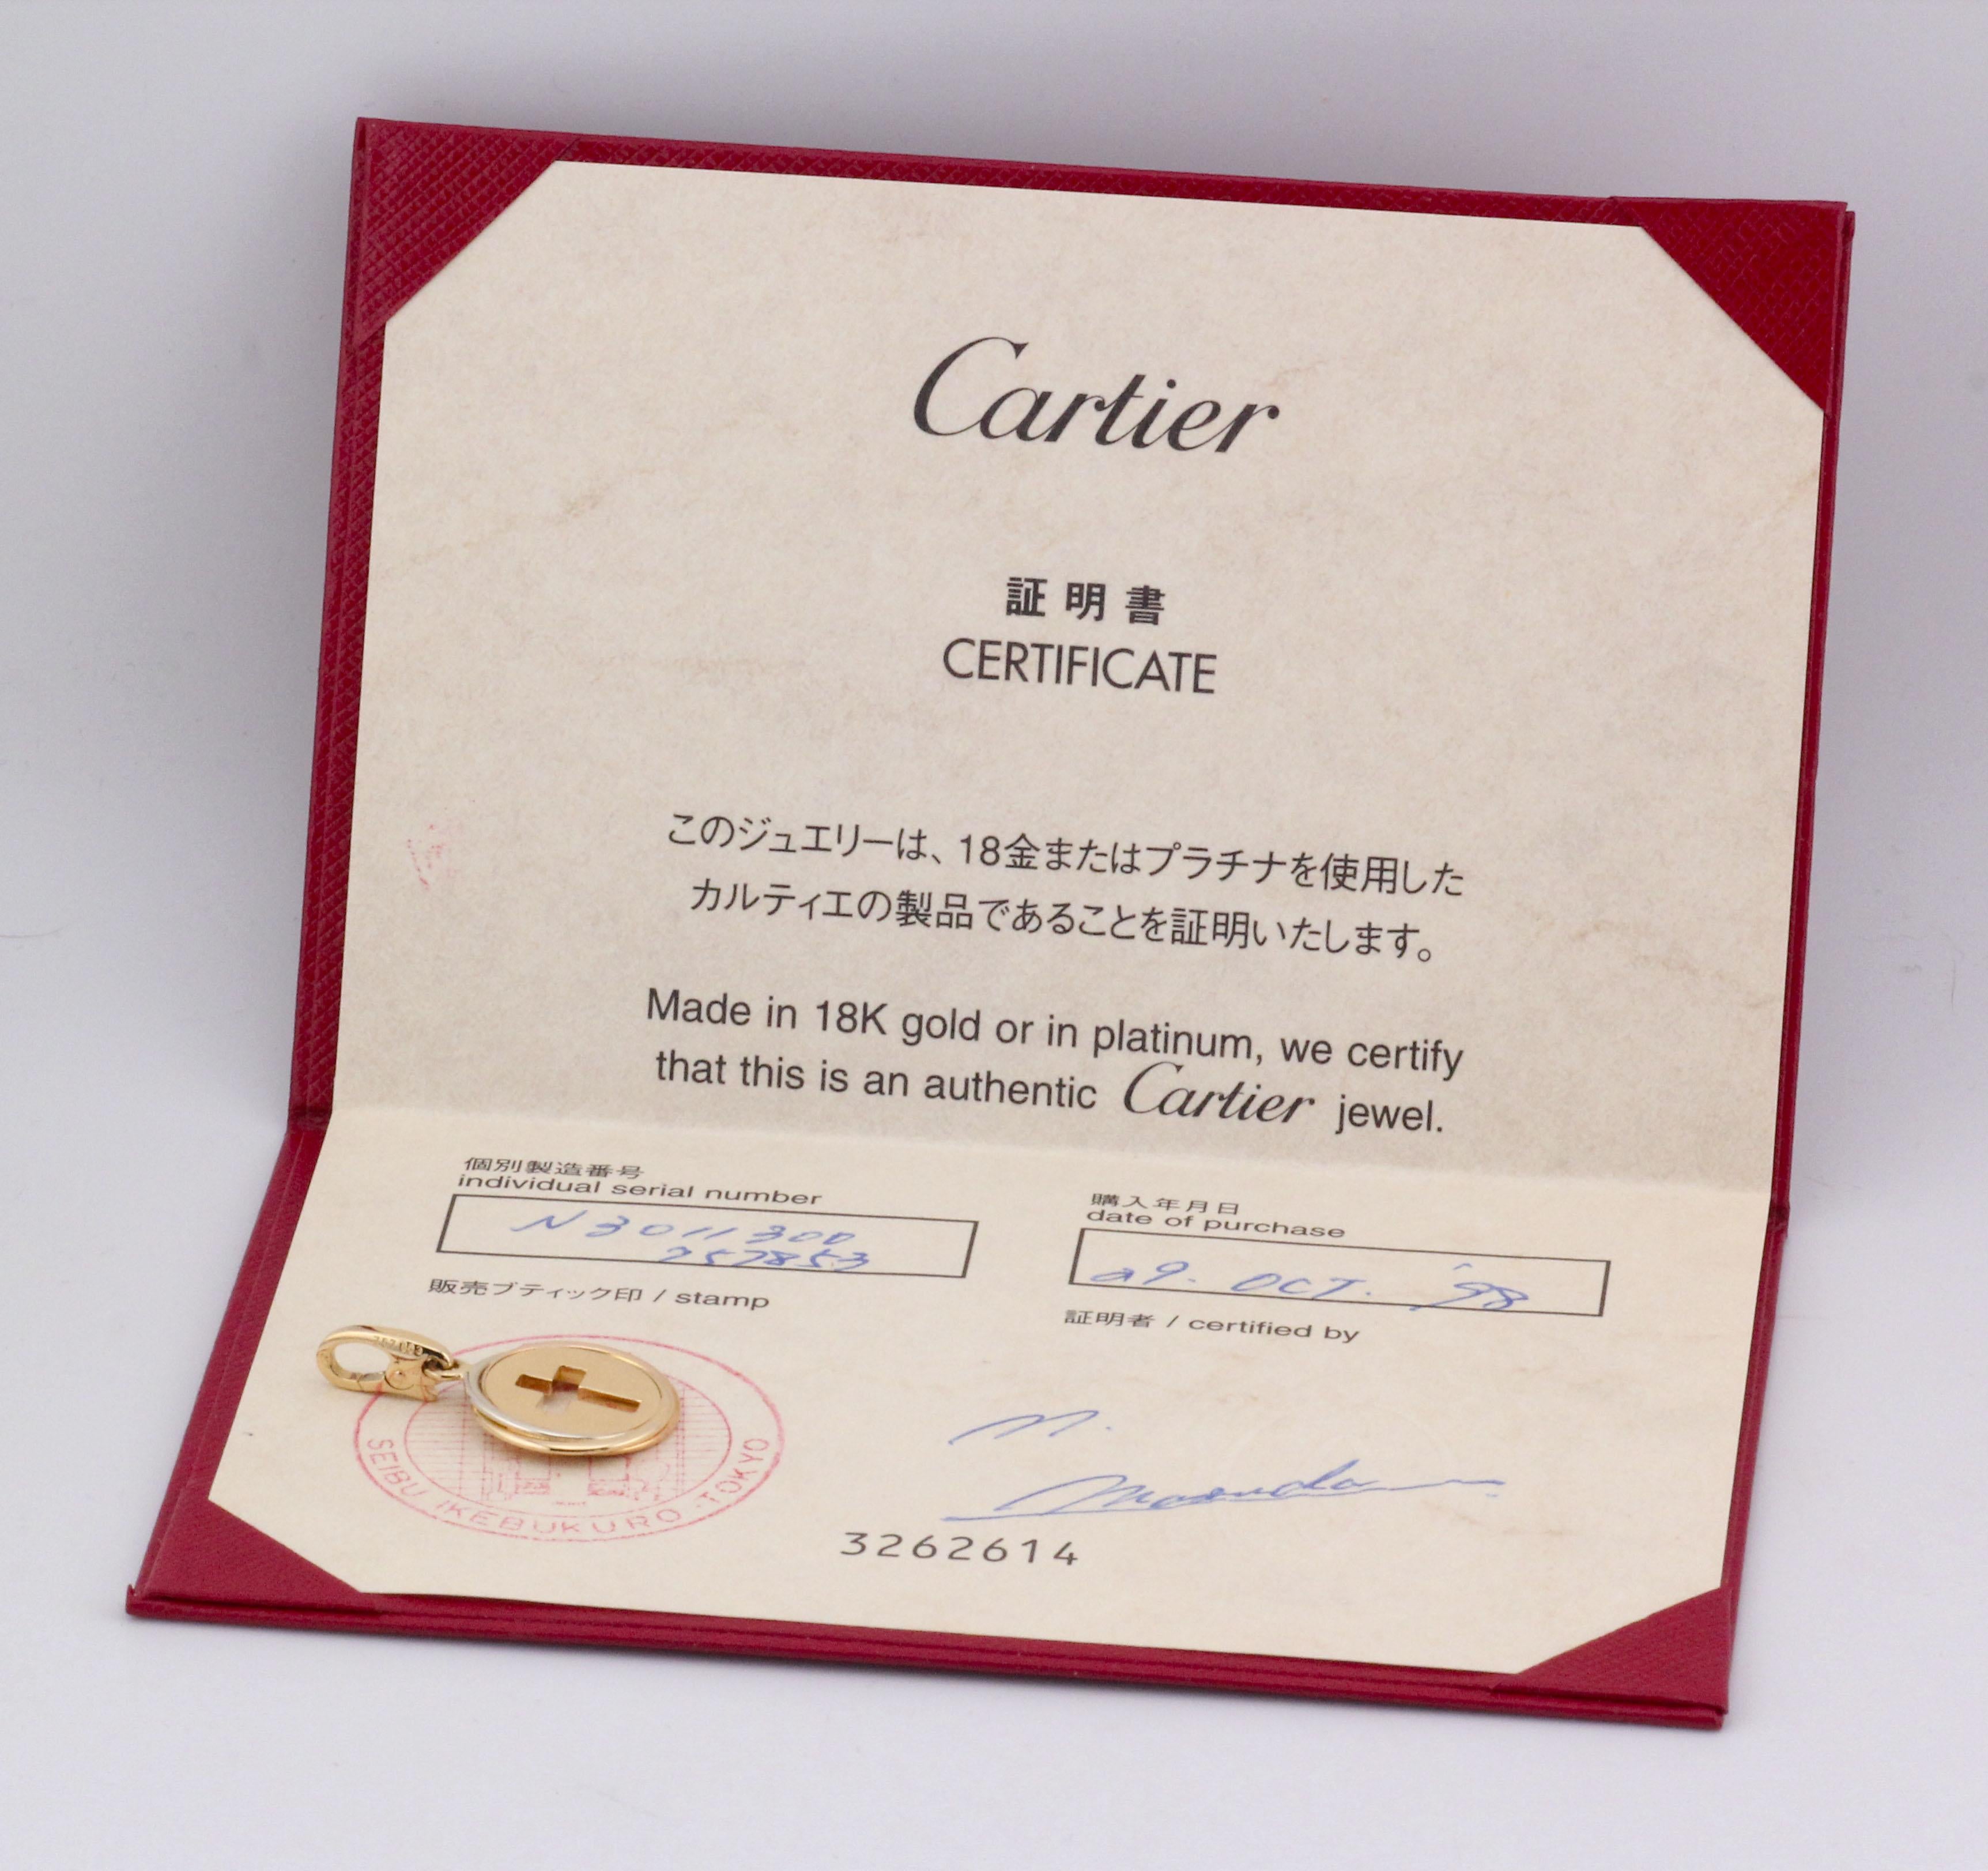 Cartier
証明書
CERTIFICATE
このジュエリーは、18金またはプラチナを使用した
カルティエの製品であることを証明いたします。
Made in 18K gold or in platinum, we certify
that this is an authentic Cartier jewel.
個別製造番号
individual serial number
N3011300
257853
購入年月日
date of purchase
29. OCT. '98
販売ブティック印 / stamp
証明者 / certified by
SEIBU IKEBUKURO - TOKYO
3262614